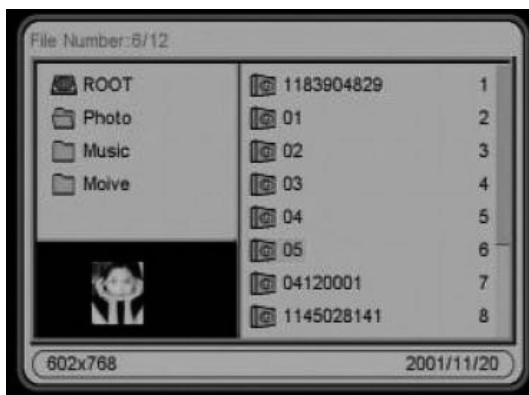 File Number:6/12
ROOT
Photo
Music
Moive
1183904829 1
01 2
02 3
03 4
04 5
05 6
04120001 7
1145028141 8
602x768 2001/11/20